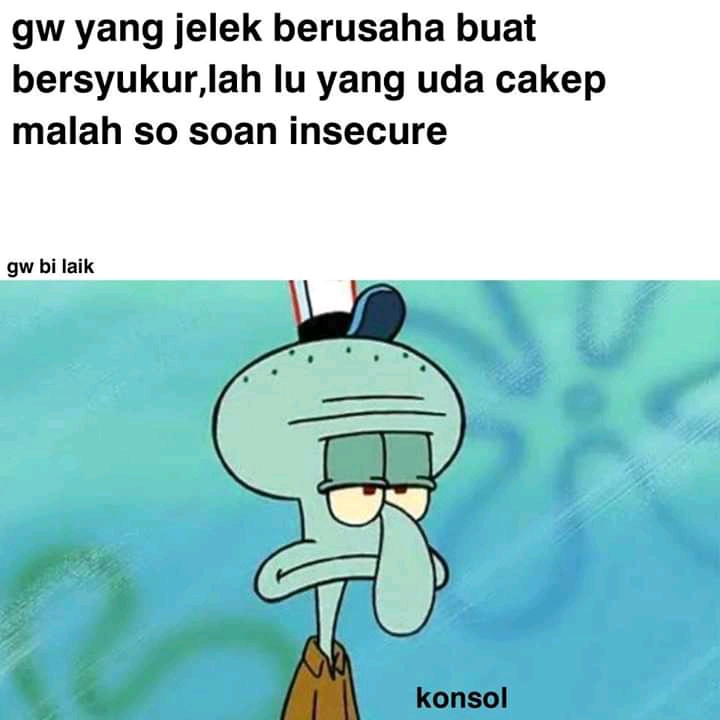 gw yang jelek berusaha buat
bersyukur,lah lu yang uda cakep
malah so soan insecure
gw bi laik
konsol